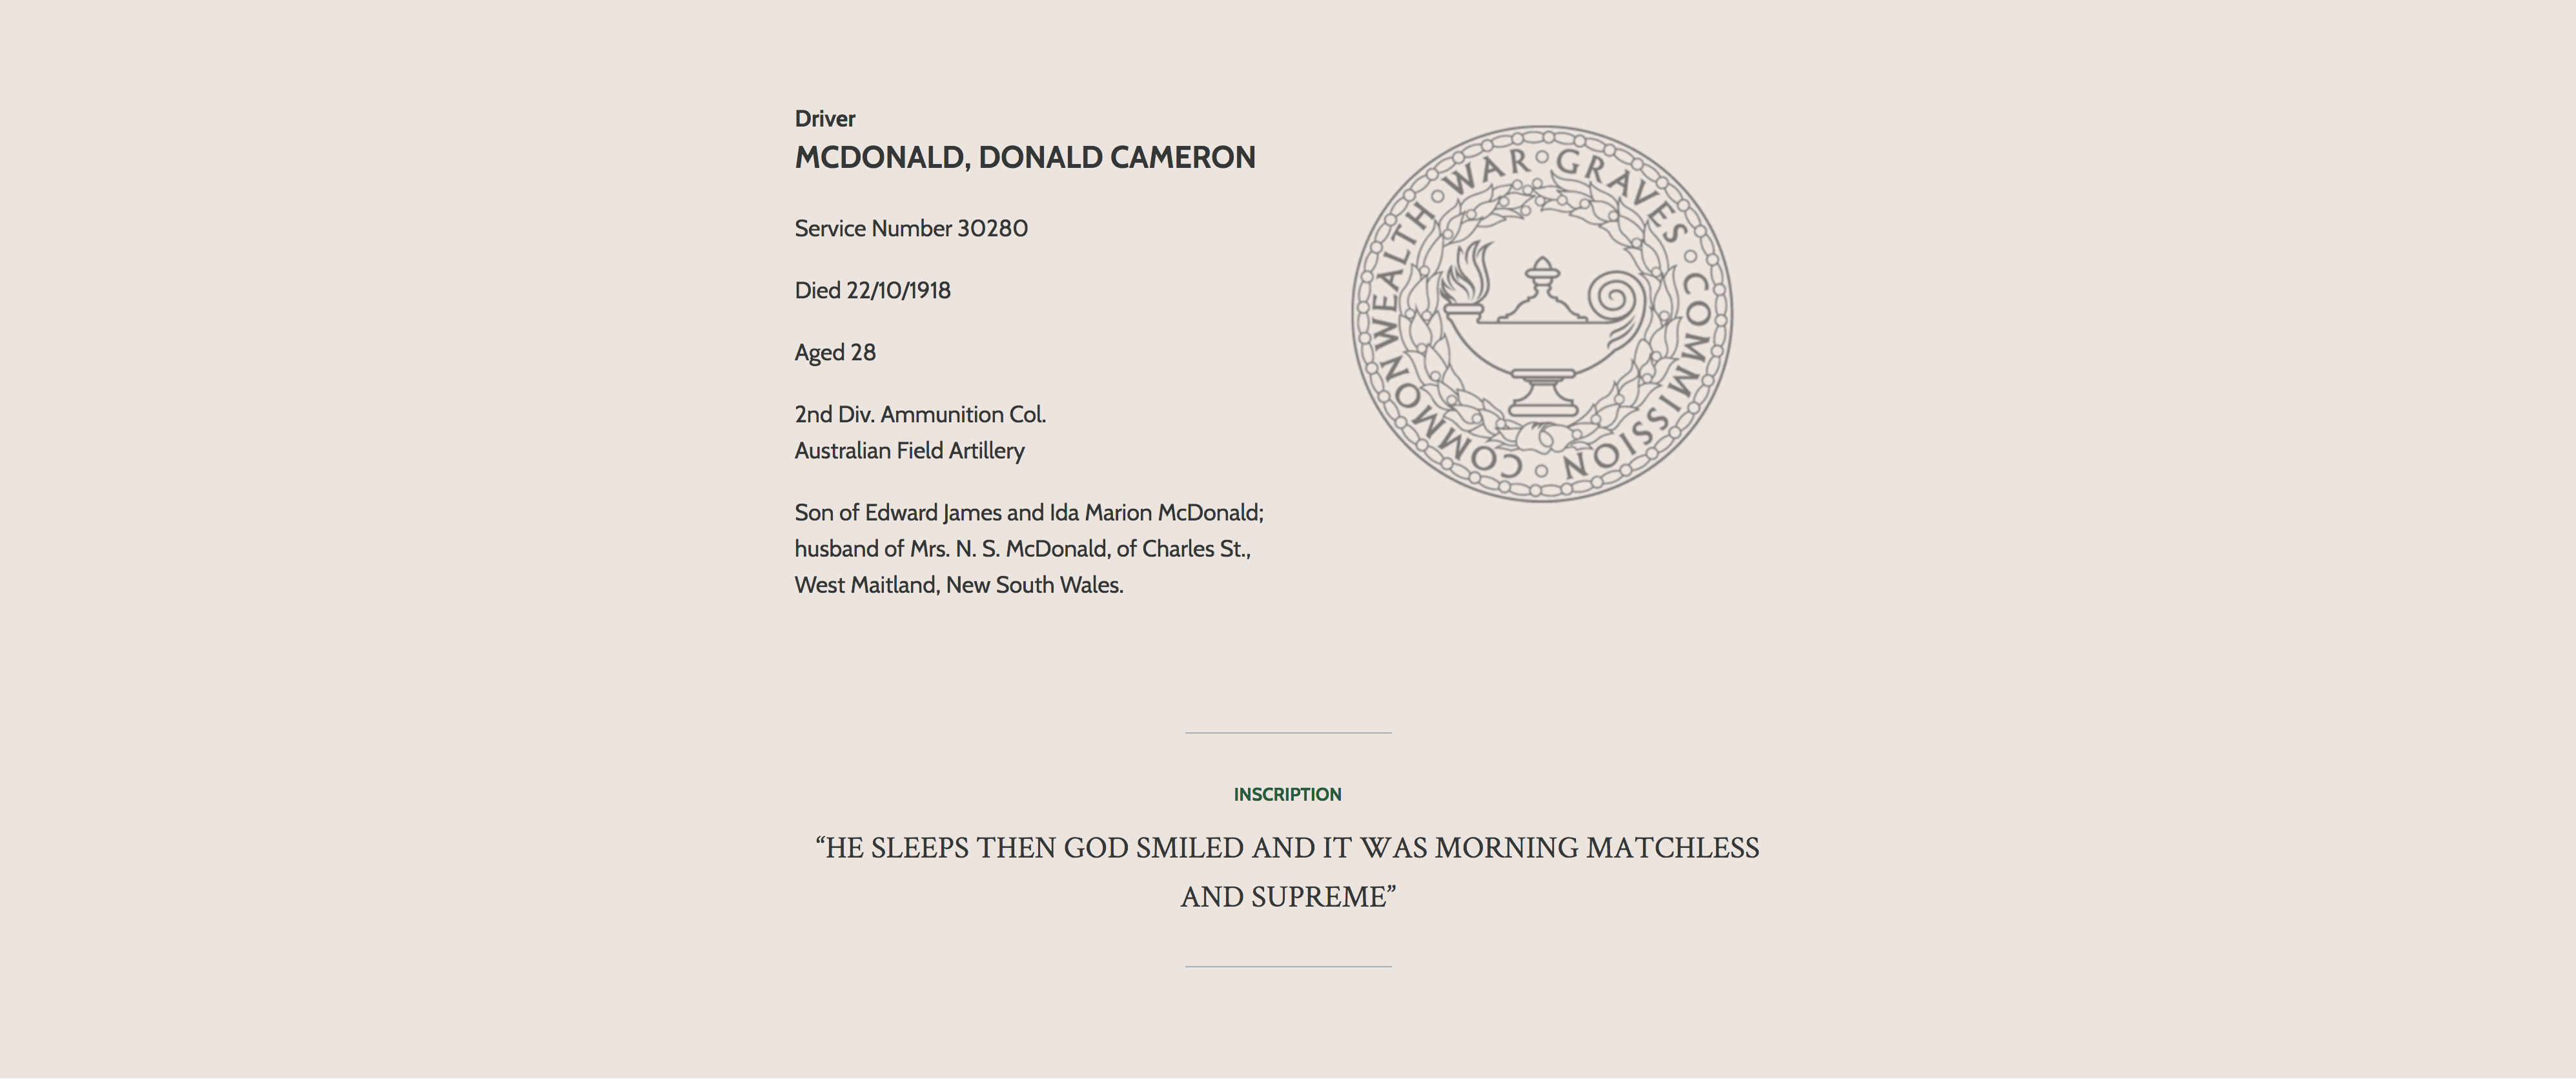 Driver
MCDONALD, DONALD CAMERON
Service Number 30280
Died 22/10/1918
Aged 28
2nd Div. Ammunition Col.
Australian Field Artillery
Son of Edward James and Ida Marion McDonald;
husband of Mrs. N. S. McDonald, of Charles St.,
West Maitland, New South Wales.
COMMONWEALTH · WAR · GRAVES · COMMISSION ·
INSCRIPTION
“HE SLEEPS THEN GOD SMILED AND IT WAS MORNING MATCHLESS
AND SUPREME”